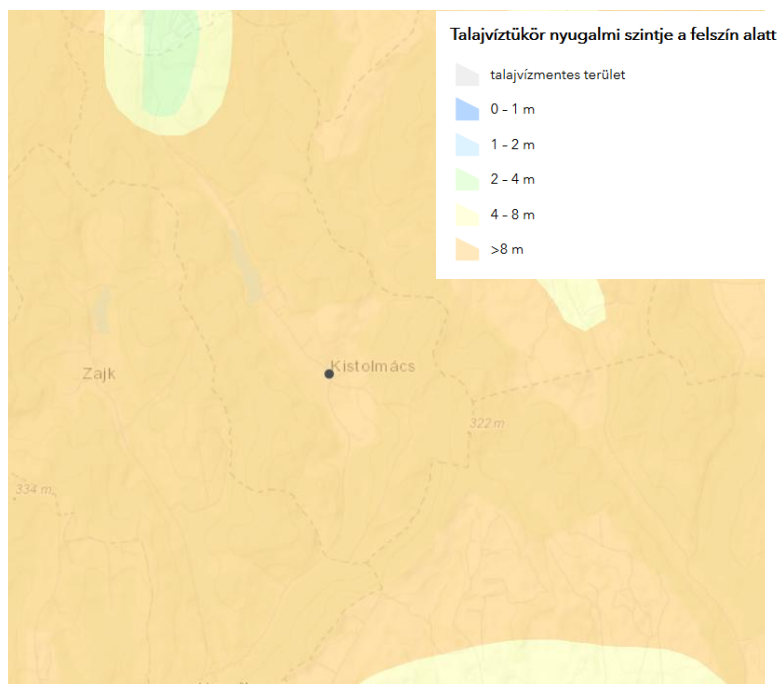 Talajvíztükör nyugalmi szintje a felszín alatt
talajvízmentes terület
0 - 1 m
1 - 2 m
2 - 4 m
4 - 8 m
>8 m
Kistolmács
Zajk
322 m
334 m